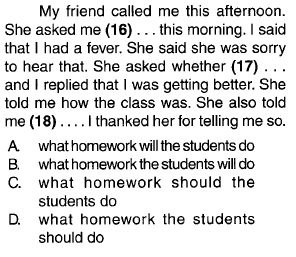 My friend called me this afternoon.
She asked me (16) ... this morning. I said
that I had a fever. She said she was sorry
to hear that. She asked whether (17) ...
and I replied that I was getting better. She
told me how the class was. She also told
me (18) .... I thanked her for telling me so.
A. what homework will the students do
B. what homework the students will do
C. what homework should the
students do
D. what homework the students
should do